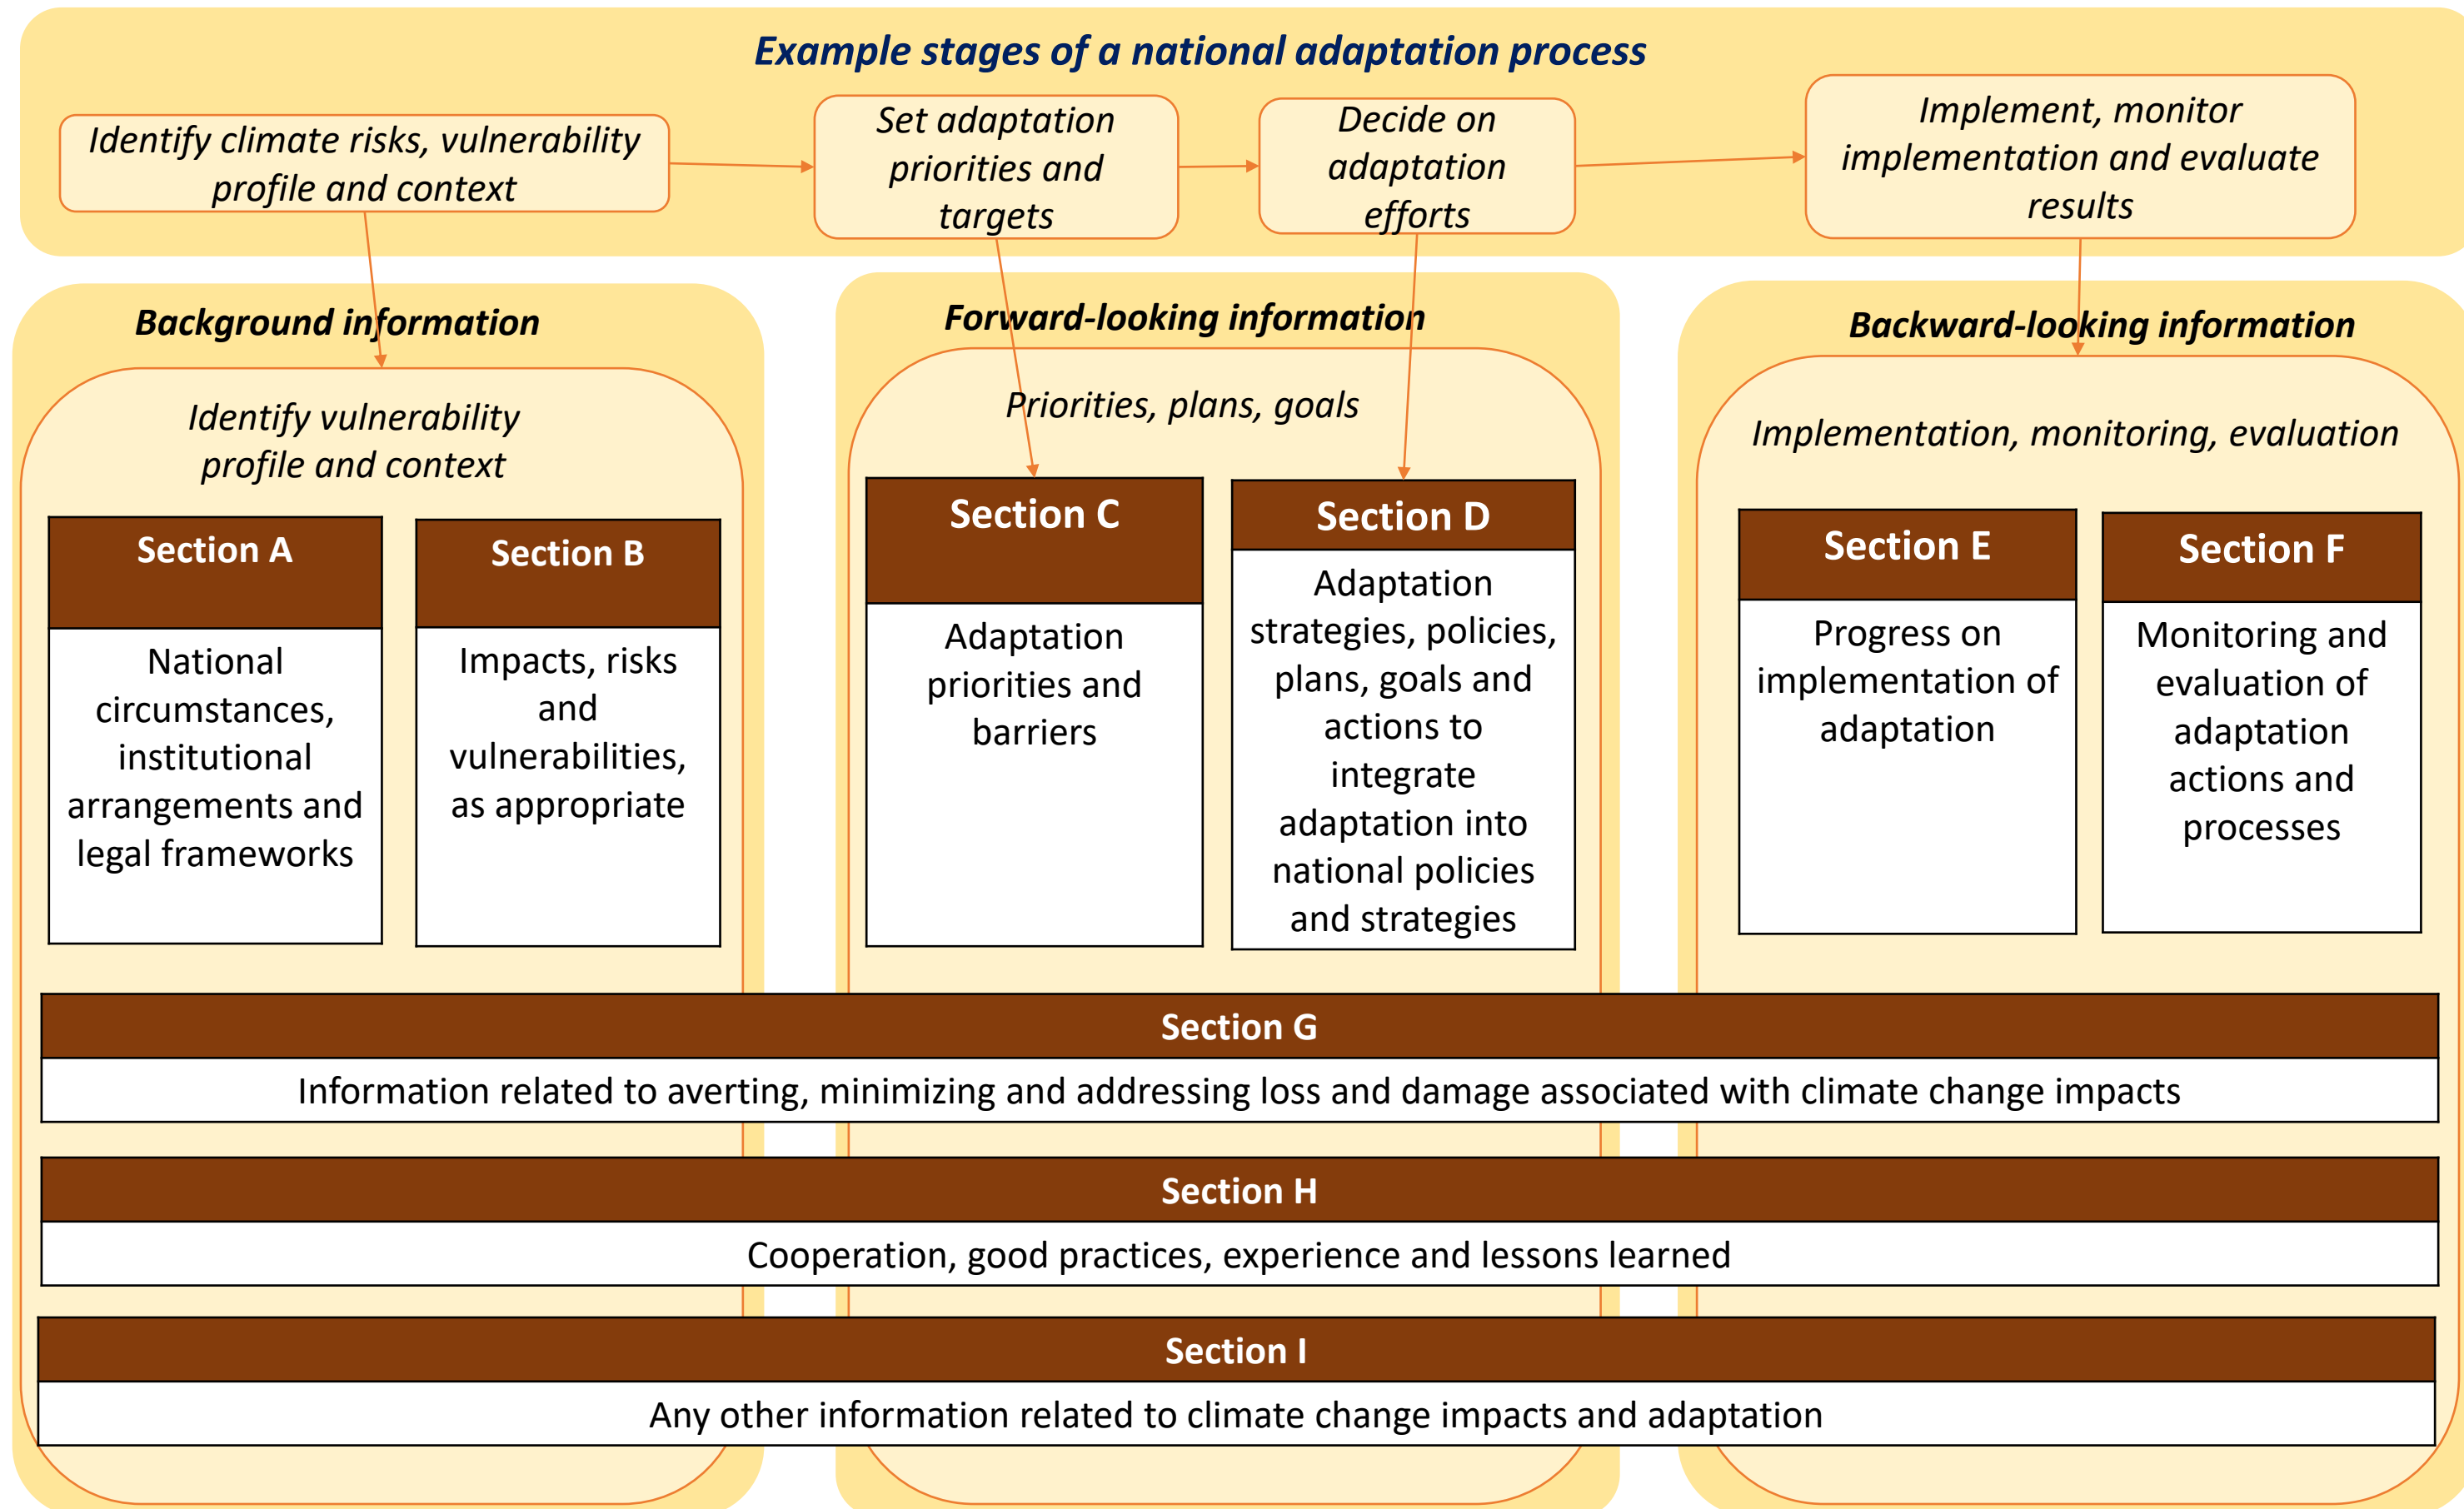 Example stages of a national adaptation process
Identify climate risks, vulnerability
profile and context
Set adaptation
priorities and
targets
Decide on
adaptation
efforts
Implement, monitor
implementation and evaluate
results
Background information
Identify vulnerability
profile and context
Section A
National
circumstances,
institutional
arrangements and
legal frameworks
Section B
Impacts, risks
and
vulnerabilities,
as appropriate
Forward-looking information
Priorities, plans, goals
Section C
Adaptation
priorities and
barriers
Section D
Adaptation
strategies, policies,
plans, goals and
actions to
integrate
adaptation into
national policies
and strategies
Backward-looking information
Implementation, monitoring, evaluation
Section E
Progress on
implementation of
adaptation
Section F
Monitoring and
evaluation of
adaptation
actions and
processes
Section G
Information related to averting, minimizing and addressing loss and damage associated with climate change impacts
Section H
Cooperation, good practices, experience and lessons learned
Section I
Any other information related to climate change impacts and adaptation